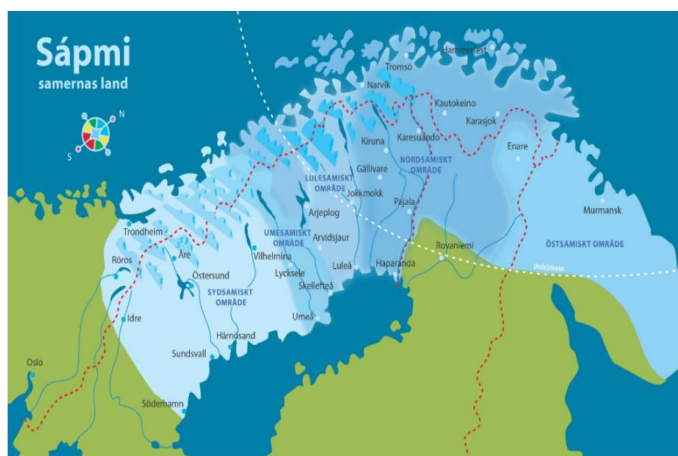 Sápmi
samernas land
N
S
Hammerfest
Tromsö
Narvik
Kautokeino
Karasjok
Karesuando
Kiruna
Enare
NORDSAMISKT
OMRÅDE
LULESAMISKT
OMRÅDE
Gällivare
Jokkmokk
Pajala
Murmansk
Arjeplog
Trondheim
UMESAMISKT
OMRÅDE
Arvidsjaur
ÖSTSAMISKT OMRÅDE
Rovaniemi
Röros
Åre
Vilhelmina
Lycksele
Luleå
Haparanda
Polcirkeln
Östersund
Skellefteå
SYDSAMISKT
OMRÅDE
Idre
Umeå
Härnösand
Sundsvall
Oslo
Söderhamn